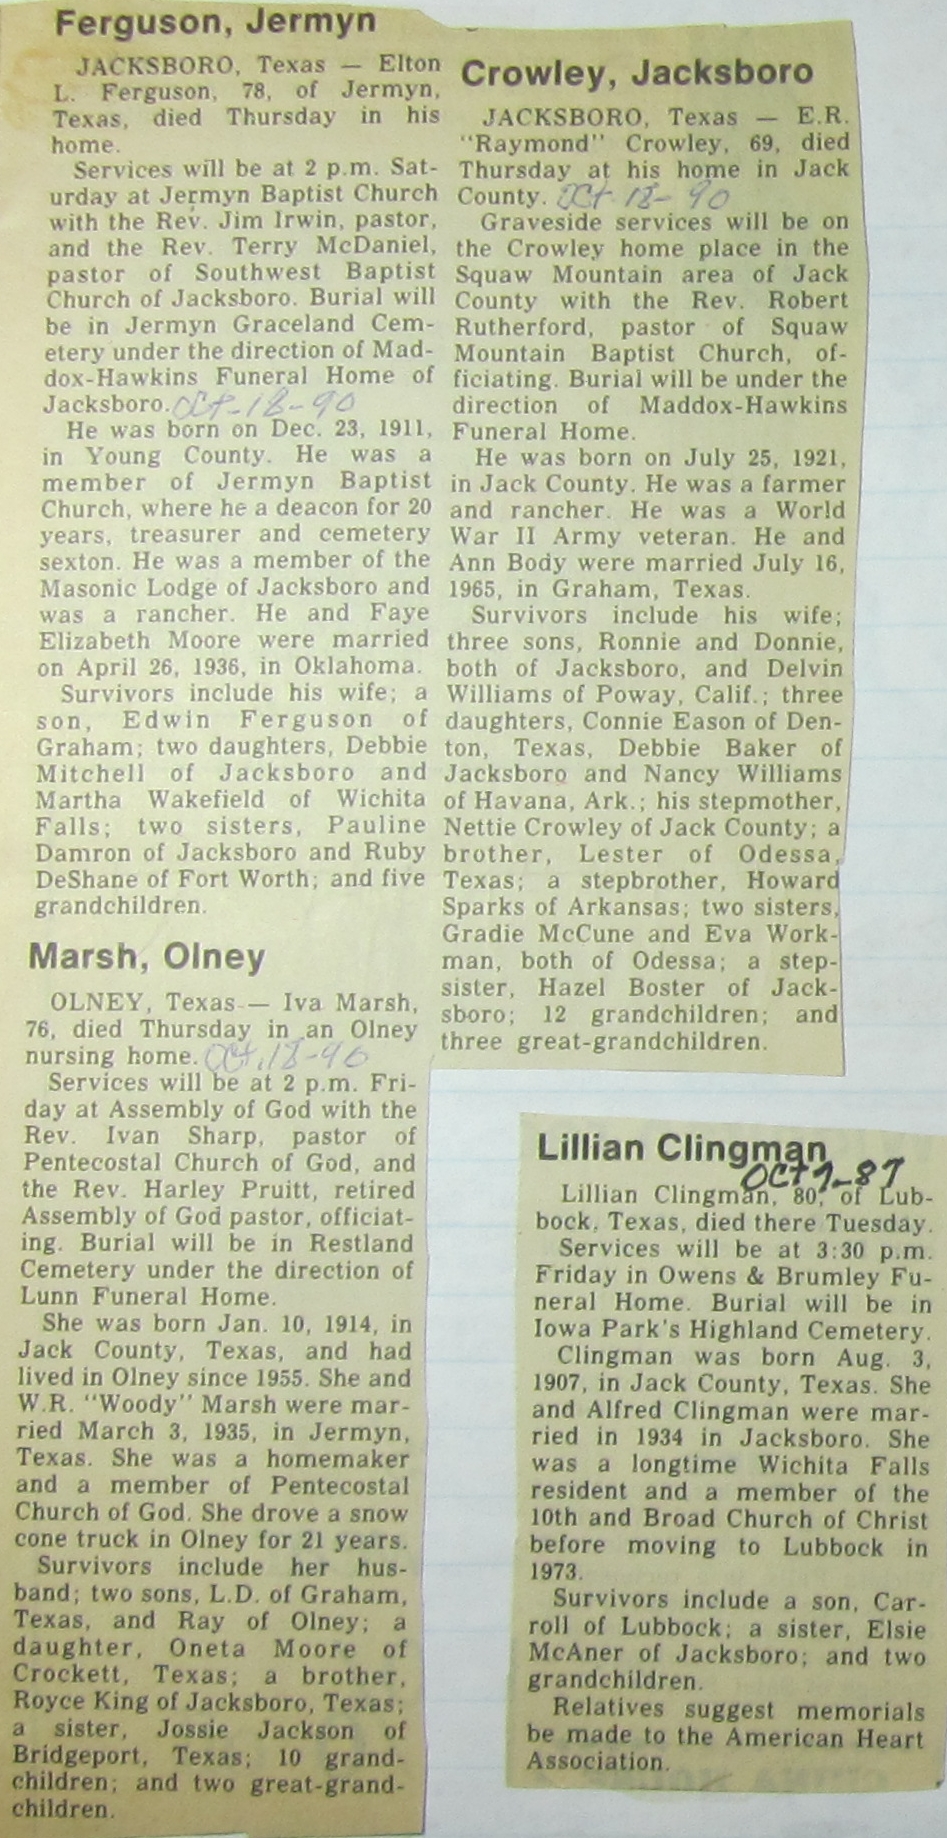 Ferguson, Jermyn
JACKSBORO, Texas — Elton
L. Ferguson, 78, of Jermyn,
Texas, died Thursday in his
home.
Services will be at 2 p.m. Sat-
urday at Jermyn Baptist Church
with the Rev. Jim Irwin, pastor,
and the Rev. Terry McDaniel,
pastor of Southwest Baptist
Church of Jacksboro. Burial will
be in Jermyn Graceland Cem-
etery under the direction of Mad-
dox-Hawkins Funeral Home of
Jacksboro. Oct-18-90
He was born on Dec. 23, 1911,
in Young County. He was a
member of Jermyn Baptist
Church, where he a deacon for 20
years, treasurer and cemetery
sexton. He was a member of the
Masonic Lodge of Jacksboro and
was a rancher. He and Faye
Elizabeth Moore were married
on April 26, 1936, in Oklahoma.
Survivors include his wife; a
son, Edwin Ferguson of
Graham; two daughters, Debbie
Mitchell of Jacksboro and
Martha Wakefield of Wichita
Falls; two sisters, Pauline
Damron of Jacksboro and Ruby
DeShane of Fort Worth; and five
grandchildren.
Marsh, Olney
OLNEY, Texas — Iva Marsh,
76, died Thursday in an Olney
nursing home. Oct. 18-90
Services will be at 2 p.m. Fri-
day at Assembly of God with the
Rev. Ivan Sharp, pastor of
Pentecostal Church of God, and
the Rev. Harley Pruitt, retired
Assembly of God pastor, officiat-
ing. Burial will be in Restland
Cemetery under the direction of
Lunn Funeral Home.
She was born Jan. 10, 1914, in
Jack County, Texas, and had
lived in Olney since 1955. She and
W.R. "Woody" Marsh were mar-
ried March 3, 1935, in Jermyn,
Texas. She was a homemaker
and a member of Pentecostal
Church of God. She drove a snow
cone truck in Olney for 21 years.
Survivors include her hus-
band; two sons, L.D. of Graham,
Texas, and Ray of Olney; a
daughter, Oneta Moore of
Crockett, Texas; a brother,
Royce King of Jacksboro, Texas;
a sister, Jossie Jackson of
Bridgeport, Texas; 10 grand-
children; and two great-grand-
children.
Crowley, Jacksboro
JACKSBORO, Texas — E.R.
"Raymond" Crowley, 69, died
Thursday at his home in Jack
County. Oct 18-90
Graveside services will be on
the Crowley home place in the
Squaw Mountain area of Jack
County with the Rev. Robert
Rutherford, pastor of Squaw
Mountain Baptist Church, of-
ficiating. Burial will be under the
direction of Maddox-Hawkins
Funeral Home.
He was born on July 25, 1921,
in Jack County. He was a farmer
and rancher. He was a World
War II Army veteran. He and
Ann Body were married July 16,
1965, in Graham, Texas.
Survivors include his wife;
three sons, Ronnie and Donnie,
both of Jacksboro, and Delvin
Williams of Poway, Calif.; three
daughters, Connie Eason of Den-
ton, Texas, Debbie Baker of
Jacksboro and Nancy Williams
of Havana, Ark.; his stepmother,
Nettie Crowley of Jack County; a
brother, Lester of Odessa,
Texas; a stepbrother, Howard
Sparks of Arkansas; two sisters,
Gradie McCune and Eva Work-
man, both of Odessa; a step-
sister, Hazel Boster of Jack-
sboro; 12 grandchildren; and
three great-grandchildren.
Lillian Clingman
OCT 7-87
Lillian Clingman, 80, of Lub-
bock, Texas, died there Tuesday.
Services will be at 3:30 p.m.
Friday in Owens & Brumley Fu-
neral Home. Burial will be in
Iowa Park's Highland Cemetery.
Clingman was born Aug. 3,
1907, in Jack County, Texas. She
and Alfred Clingman were mar-
ried in 1934 in Jacksboro. She
was a longtime Wichita Falls
resident and a member of the
10th and Broad Church of Christ
before moving to Lubbock in
1973.
Survivors include a son, Car-
roll of Lubbock; a sister, Elsie
McAner of Jacksboro; and two
grandchildren.
Relatives suggest memorials
be made to the American Heart
Association.